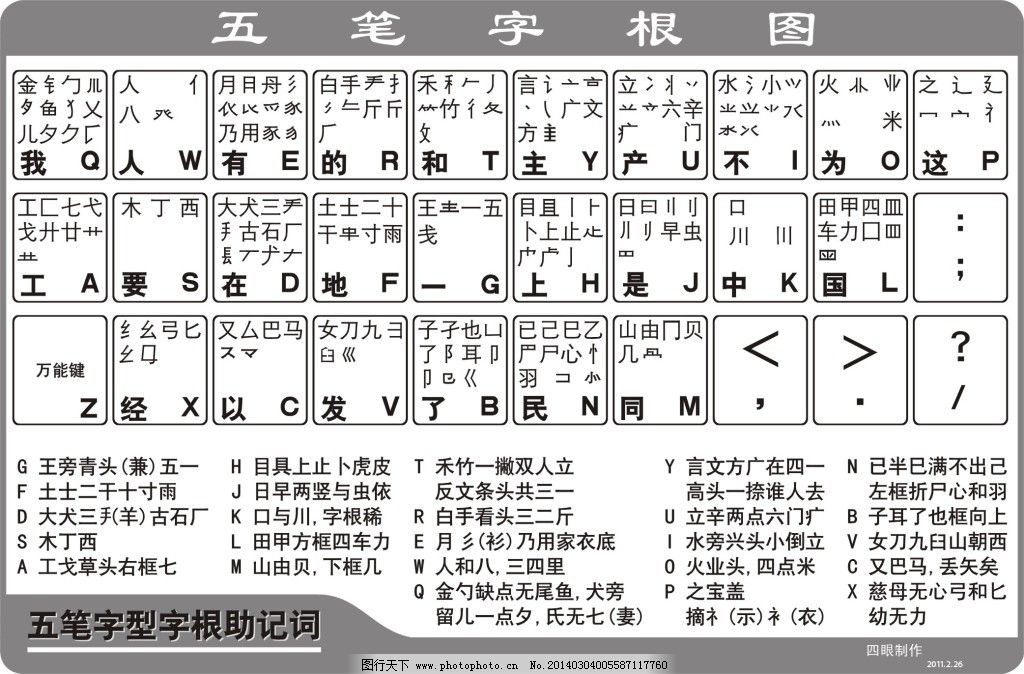 五笔字根图
金钅勹
儿夕
我 Q
人 亻
八 癶
人 W
月目丹彡
乃用
有 E
白手 扌
斤
厂
的 R
禾 丿
竹彳夂
攵
和 T
言讠亠
丶 广文
方
主 Y
立冫丬
六辛
疒 门
产 U
水氵小
不 I
火
灬 米
为 O
之辶廴
冖宀礻
这 P
工匚七弋
戈廾廿艹
工 A
木丁西
要 S
大犬三
古石厂
在 D
土士二十
干 寸雨
地 F
王 一五
戋
一 G
目且丨
卜上止
上 H
日曰刂
早虫
是 J
口
川
中 K
田甲四皿
车力囗
国 L
:
;
万能键
Z
纟幺弓匕
经 X
又厶巴马
以 C
女刀九彐
臼巛
发 V
子孑也凵
了阝耳卩
了 B
已己巳乙
尸 心忄
羽
民 N
山由冂贝
几
同 M
<
,
>
.
?
/
G 王旁青头(兼)五一
F 土士二干十寸雨
D 大犬三(羊)古石厂
S 木丁西
A 工戈草头右框七
H 目具上止卜虎皮
J 日早两竖与虫依
K 口与川,字根稀
L 田甲方框四车力
M 山由贝,下框几
T 禾竹一撇双人立
反文条头共三一
R 白手看头三二斤
E 月彡(衫)乃用家衣底
W 人和八,三四里
Q 金勺缺点无尾鱼,犬旁
留儿一点夕,氏无七(妻)
Y 言文方广在四一
高头一捺谁人去
U 立辛两点六门疒
I 水旁兴头小倒立
O 火业头,四点米
P 之宝盖
摘礻(示)衤(衣)
N 已半巳满不出己
左框折尸心和羽
B 子耳了也框向上
V 女刀九臼山朝西
C 又巴马,丢矢矣
X 慈母无心弓和匕
幼无力
五笔字型字根助记词
四眼制作
2011.2.26
图行天下 www.photophoto.cn No.20140304005587117760